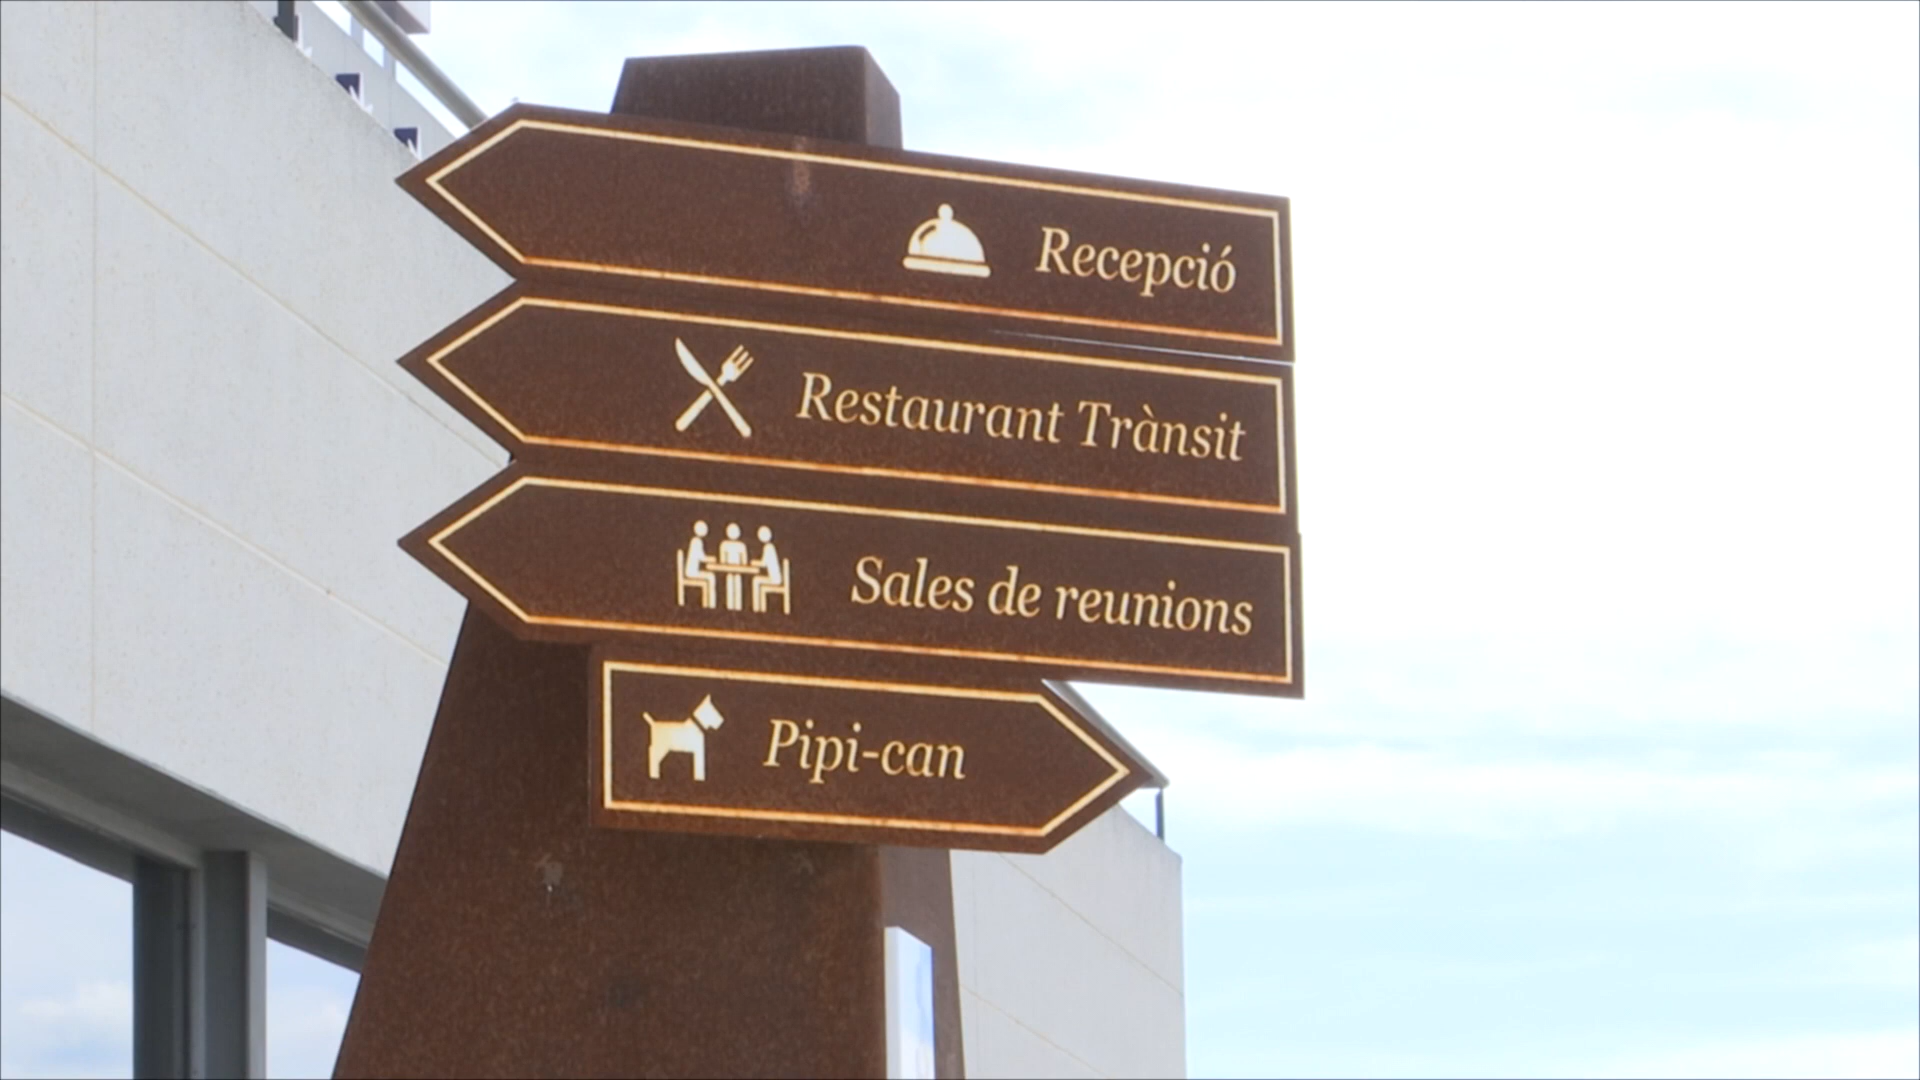 Recepció
Restaurant Trànsit
Sales de reunions
Pipi-can